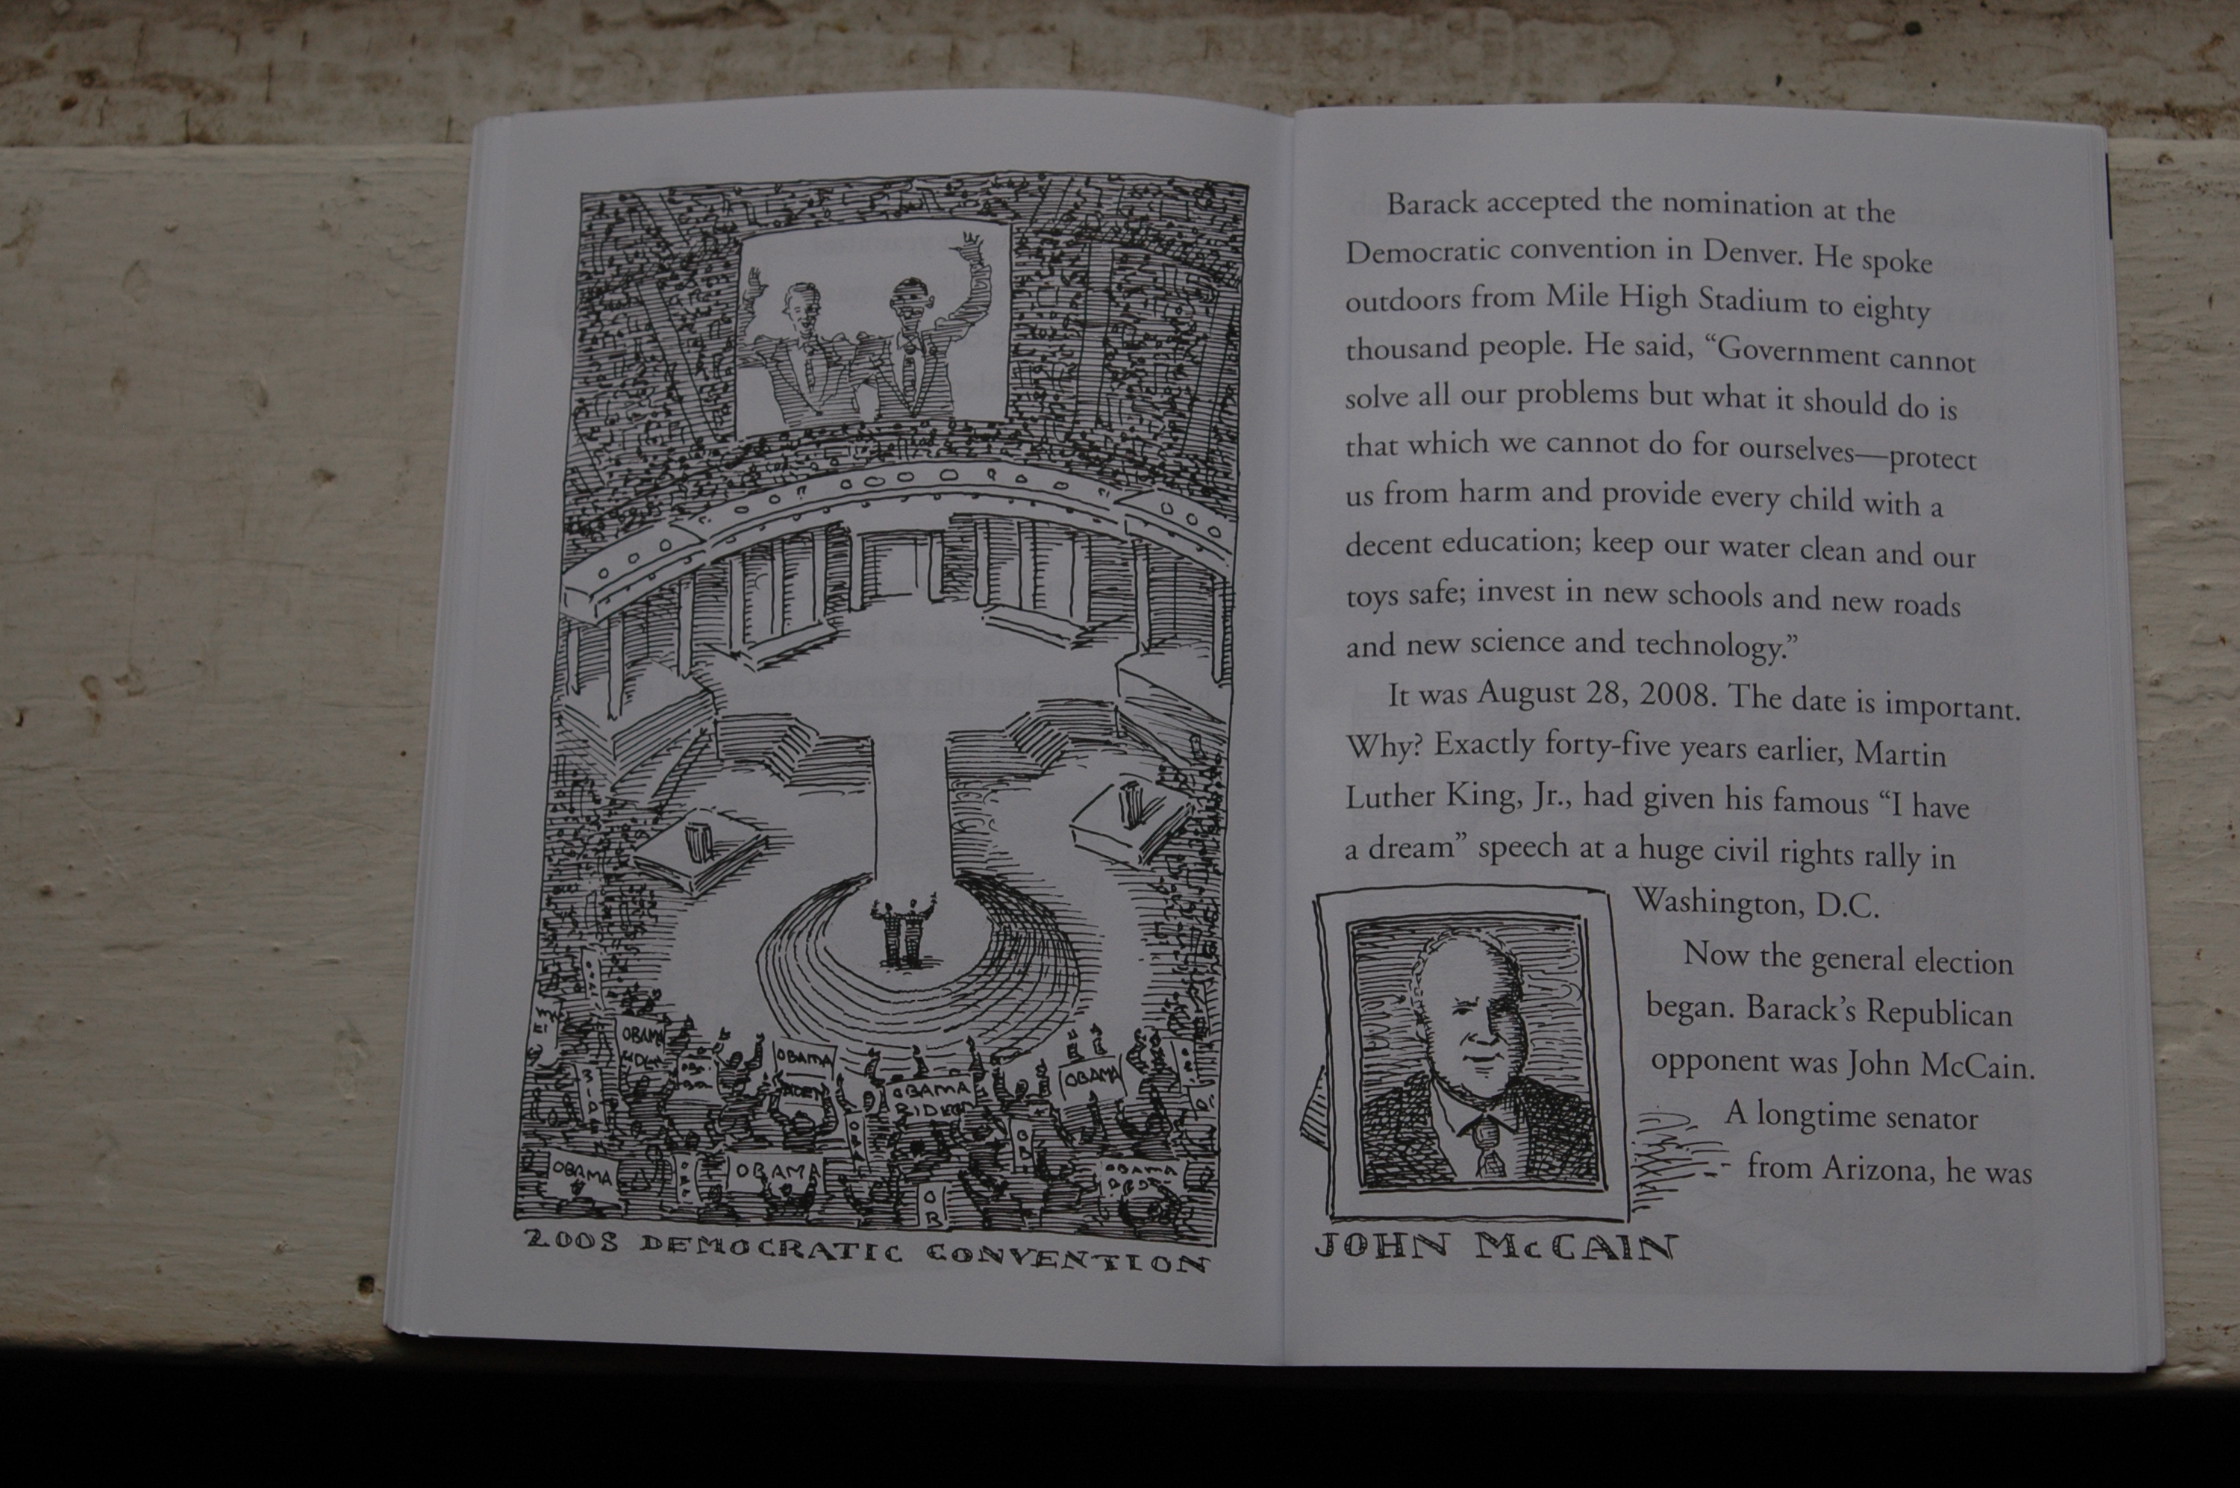 OBAMA
OBAMA
OBAMA
OBAMA
OBAMA
OBAMA
OBAMA
2008 DEMOCRATIC CONVENTION
Barack accepted the nomination at the
Democratic convention in Denver. He spoke
outdoors from Mile High Stadium to eighty
thousand people. He said, “Government cannot
solve all our problems but what it should do is
that which we cannot do for ourselves—protect
us from harm and provide every child with a
decent education; keep our water clean and our
toys safe; invest in new schools and new roads
and new science and technology.”
It was August 28, 2008. The date is important.
Why? Exactly forty-five years earlier, Martin
Luther King, Jr., had given his famous “I have
a dream” speech at a huge civil rights rally in
Washington, D.C.
Now the general election
began. Barack’s Republican
opponent was John McCain.
A longtime senator
from Arizona, he was
JOHN McCAIN